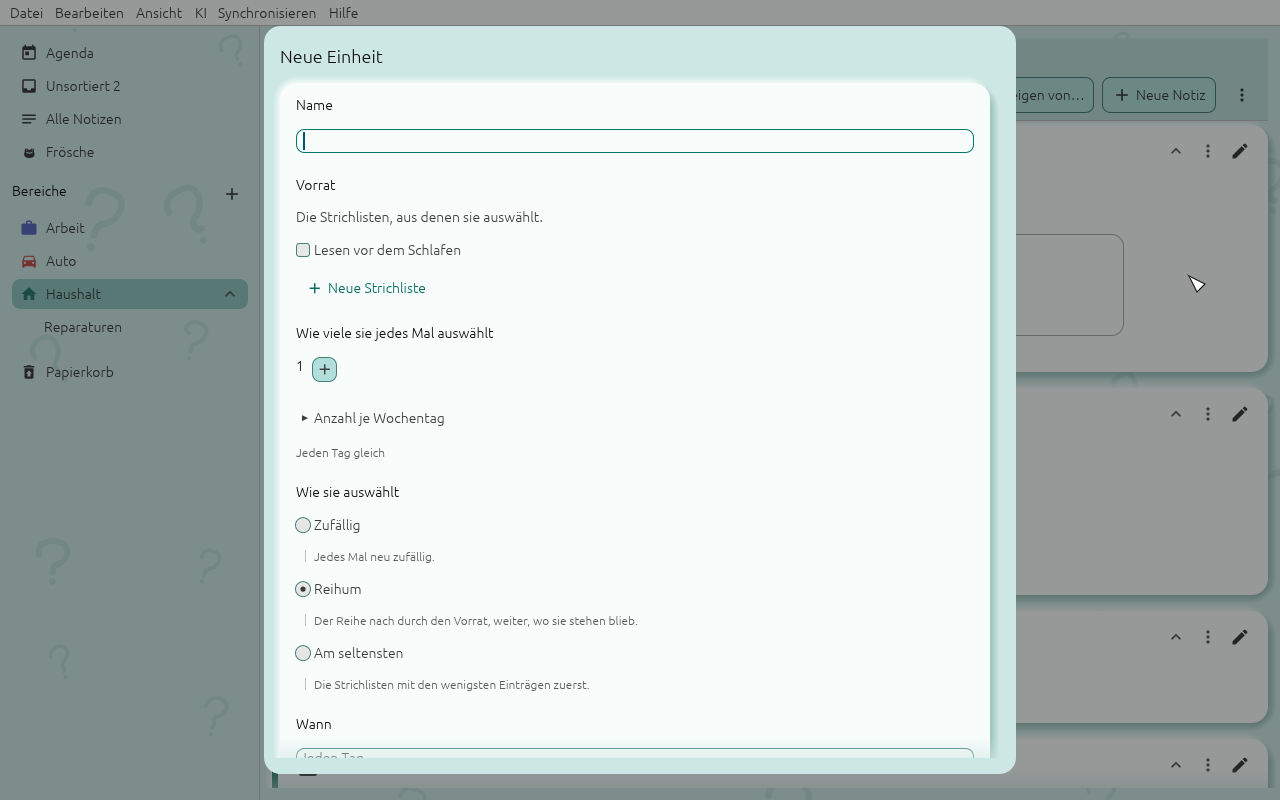 Datei Bearbeiten Ansicht KI Synchronisieren Hilfe
Agenda
Unsortiert 2
Alle Notizen
Frösche
Bereiche
Arbeit
Auto
Haushalt
Reparaturen
Papierkorb
Neue Einheit
Name
Vorrat
Die Strichlisten, aus denen sie auswählt.
Lesen vor dem Schlafen
+ Neue Strichliste
Wie viele sie jedes Mal auswählt
1 +
Anzahl je Wochentag
Jeden Tag gleich
Wie sie auswählt
Zufällig
Jedes Mal neu zufällig.
Reihum
Der Reihe nach durch den Vorrat, weiter, wo sie stehen blieb.
Am seltensten
Die Strichlisten mit den wenigsten Einträgen zuerst.
Wann
Jeden Tag
von…
+ Neue Notiz